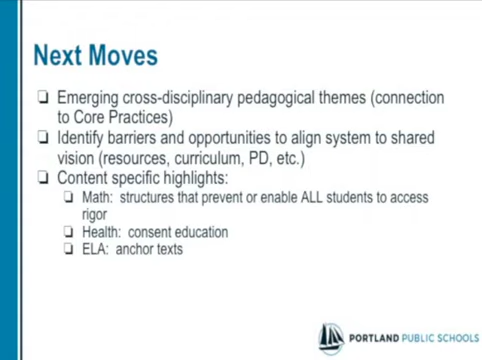 Next Moves
❑ Emerging cross-disciplinary pedagogical themes (connection
to Core Practices)
❑ Identify barriers and opportunities to align system to shared
vision (resources, curriculum, PD, etc.)
❑ Content specific highlights:
❑ Math: structures that prevent or enable ALL students to access
rigor
❑ Health: consent education
❑ ELA: anchor texts
PORTLAND PUBLIC SCHOOLS